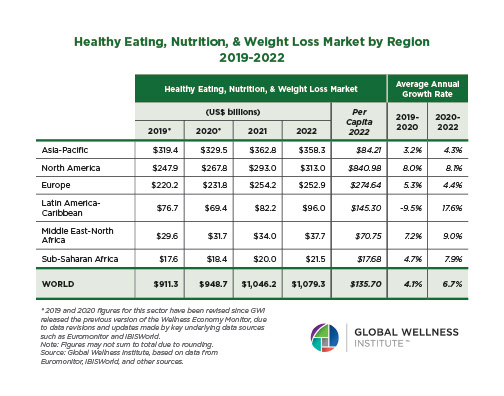 Healthy Eating, Nutrition, & Weight Loss Market by Region
2019-2022
Healthy Eating, Nutrition, & Weight Loss Market
Average Annual
Growth Rate
(US$ billions)
Per
Capita
2022
2019-
2020
2020-
2022
2019* 2020* 2021 2022
Asia-Pacific $319.4 $329.5 $362.8 $358.3 $84.21 3.2% 4.3%
North America $247.9 $267.8 $293.0 $313.0 $840.98 8.0% 8.1%
Europe $220.2 $231.8 $254.2 $252.9 $274.64 5.3% 4.4%
Latin America-
Caribbean $76.7 $69.4 $82.2 $96.0 $145.30 -9.5% 17.6%
Middle East-North
Africa $29.6 $31.7 $34.0 $37.7 $70.75 7.2% 9.0%
Sub-Saharan Africa $17.6 $18.4 $20.0 $21.5 $17.68 4.7% 7.9%
WORLD $911.3 $948.7 $1,046.2 $1,079.3 $135.70 4.1% 6.7%
* 2019 and 2020 figures for this sector have been revised since GWI
released the previous version of the Wellness Economy Monitor, due
to data revisions and updates made by key underlying data sources
such as Euromonitor and IBISWorld.
Note: Figures may not sum to total due to rounding.
Source: Global Wellness Institute, based on data from
Euromonitor, IBISWorld, and other sources.
GLOBAL WELLNESS
INSTITUTE™